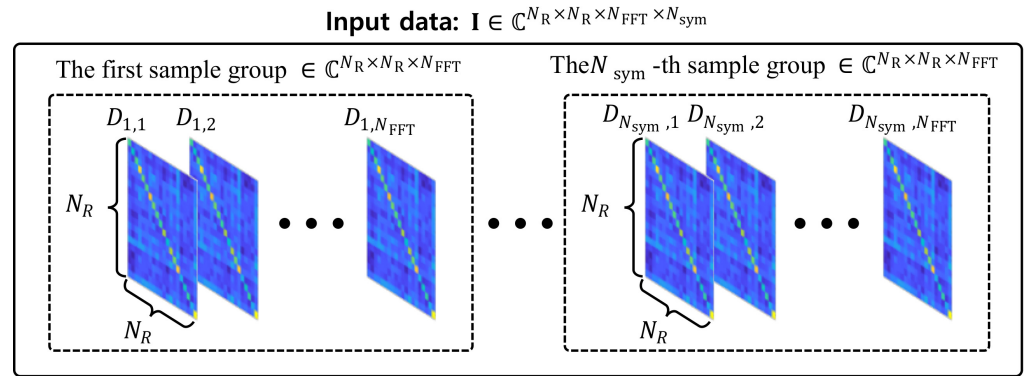 Input data: I ∈ ℂ^{N_R×N_R×N_FFT×N_sym}
The first sample group ∈ ℂ^{N_R×N_R×N_FFT}
TheN_sym -th sample group ∈ ℂ^{N_R×N_R×N_FFT}
D_{1,1} D_{1,2} D_{1,N_FFT}
D_{N_sym ,1} D_{N_sym ,2} D_{N_sym ,N_FFT}
N_R
N_R
N_R
N_R